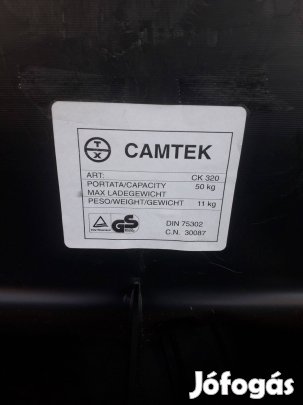 T
X
CAMTEK
ART: CK 320
PORTATA/CAPACITY 50 kg
MAX LADEGEWICHT
PESO/WEIGHT/GEWICHT 11 kg
GS
DIN 75302
C.N. 30087
Jófogás